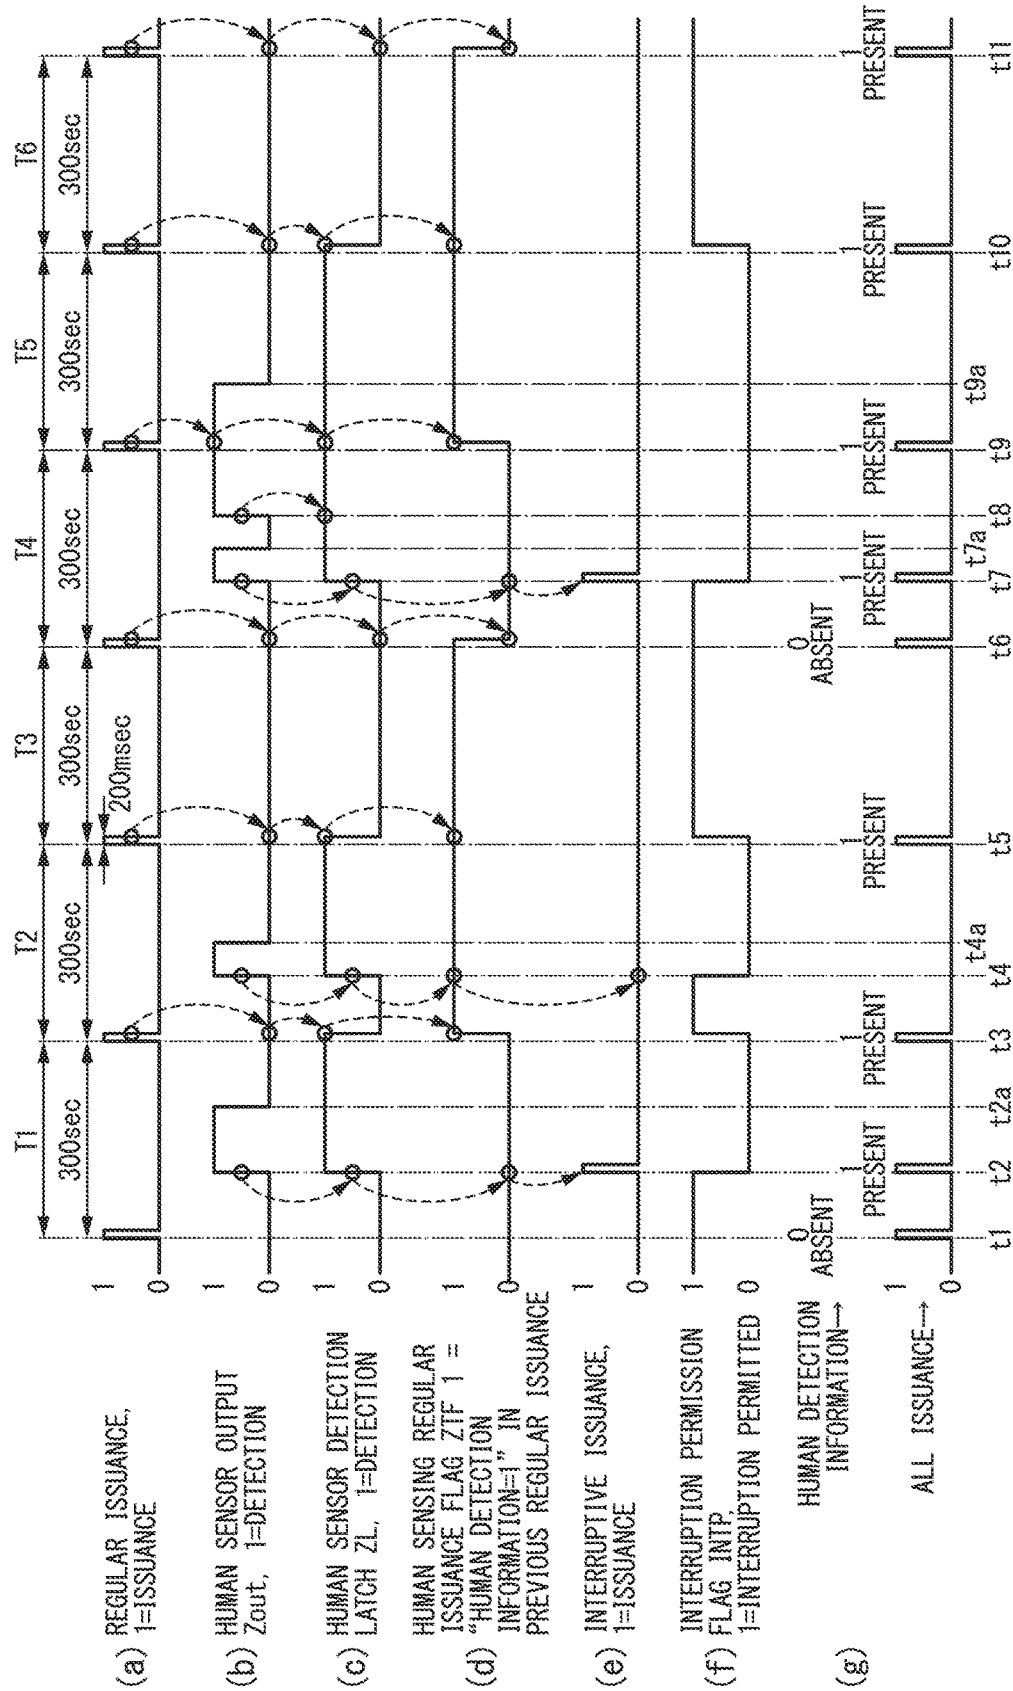 T1 T2 T3 T4 T5 T6
300sec 300sec 300sec 300sec 300sec 300sec
200msec
(a) REGULAR ISSUANCE,
1=ISSUANCE
1
0
(b) HUMAN SENSOR OUTPUT
Zout, 1=DETECTION
1
0
(c) HUMAN SENSOR DETECTION
LATCH ZL, 1=DETECTION
1
0
(d) HUMAN SENSING REGULAR
ISSUANCE FLAG ZTF 1 =
“HUMAN DETECTION
INFORMATION=1” IN
PREVIOUS REGULAR ISSUANCE
1
0
(e) INTERRUPTIVE ISSUANCE,
1=ISSUANCE
1
0
(f) INTERRUPTION PERMISSION
FLAG INTP,
1=INTERRUPTION PERMITTED
1
0
(g) HUMAN DETECTION
INFORMATION→
0 1 1 1 0 1 1 1 1
ABSENT PRESENT PRESENT PRESENT ABSENT PRESENT PRESENT PRESENT PRESENT
ALL ISSUANCE→
1
0
t1 t2 t2a t3 t4 t4a t5 t6 t7 t7a t8 t9 t9a t10 t11